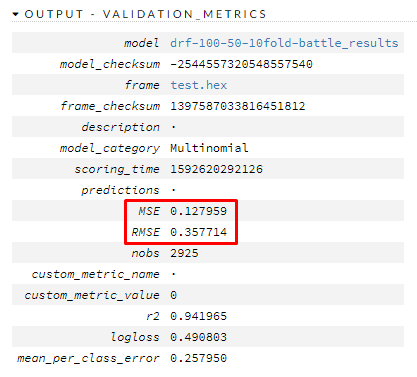 OUTPUT - VALIDATION_METRICS
model drf-100-50-10fold-battle_results
model_checksum -2544557320548557540
frame test.hex
frame_checksum 1397587033816451812
description ·
model_category Multinomial
scoring_time 1592620292126
predictions ·
MSE 0.127959
RMSE 0.357714
nobs 2925
custom_metric_name ·
custom_metric_value 0
r2 0.941965
logloss 0.490803
mean_per_class_error 0.257950